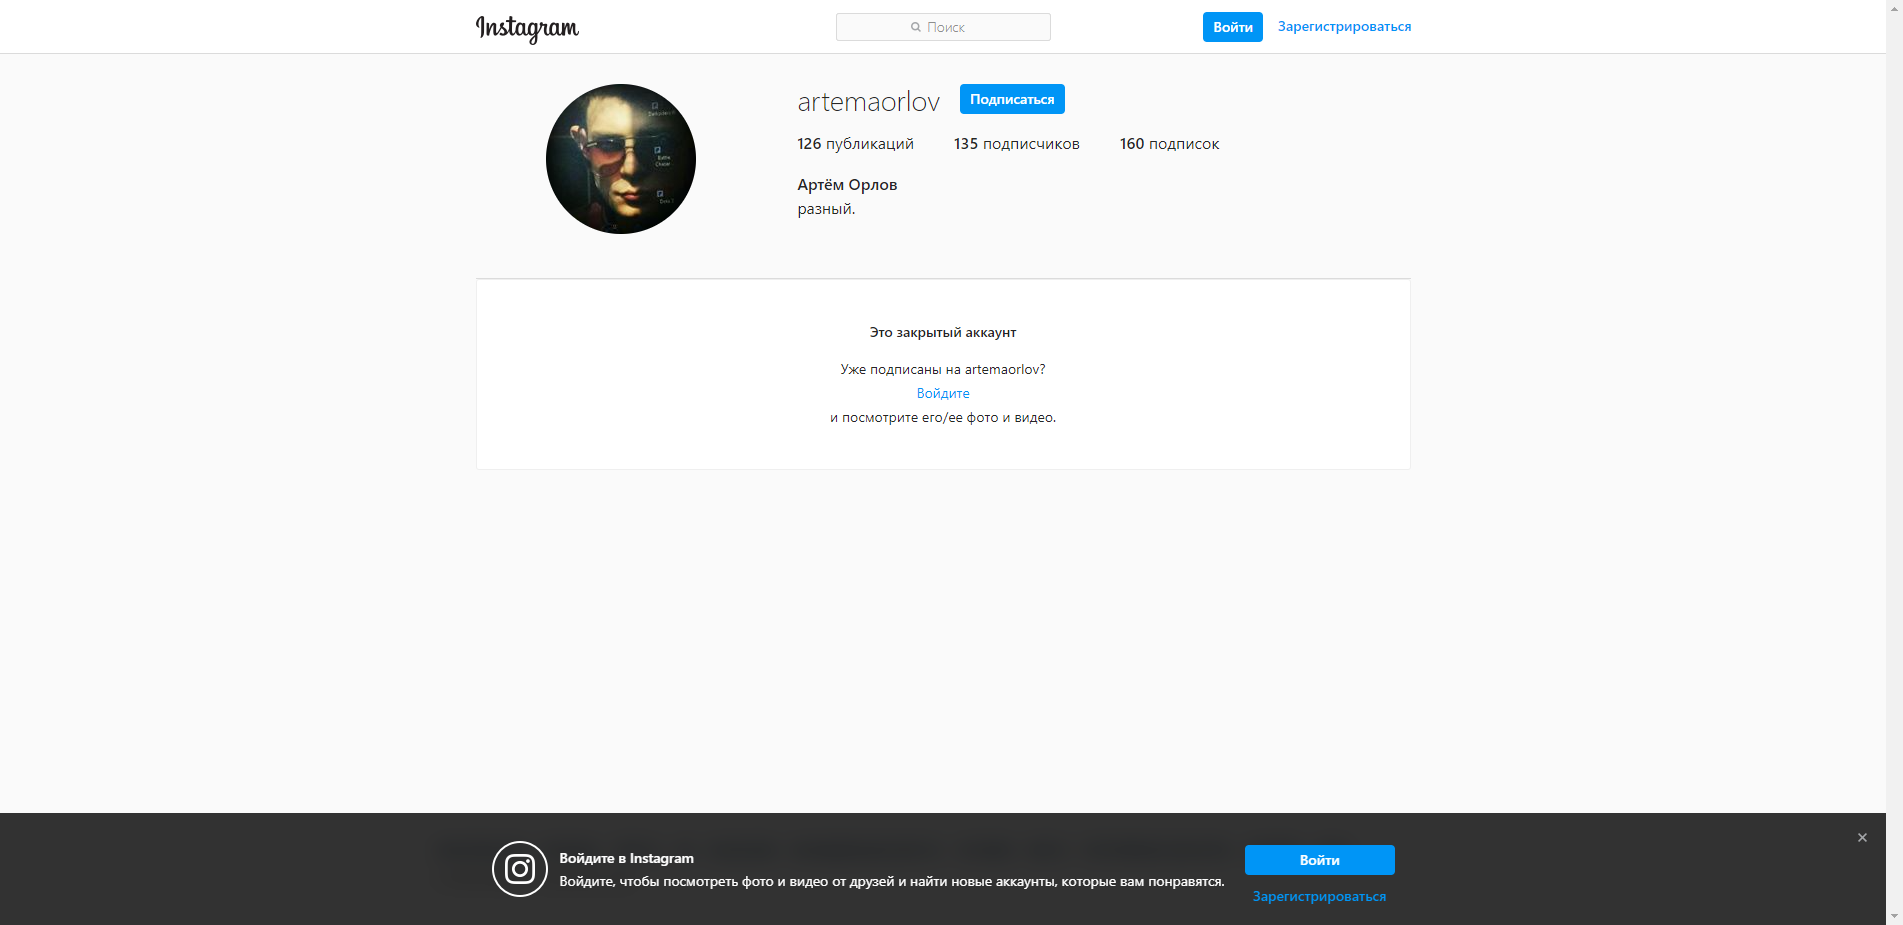 Instagram
Поиск
Войти
Зарегистрироваться
artemaorlov
Подписаться
126 публикаций
135 подписчиков
160 подписок
Артём Орлов
разный.
Это закрытый аккаунт
Уже подписаны на artemaorlov?
Войдите
и посмотрите его/ее фото и видео.
Войдите в Instagram
Войдите, чтобы посмотреть фото и видео от друзей и найти новые аккаунты, которые вам понравятся.
Войти
Зарегистрироваться